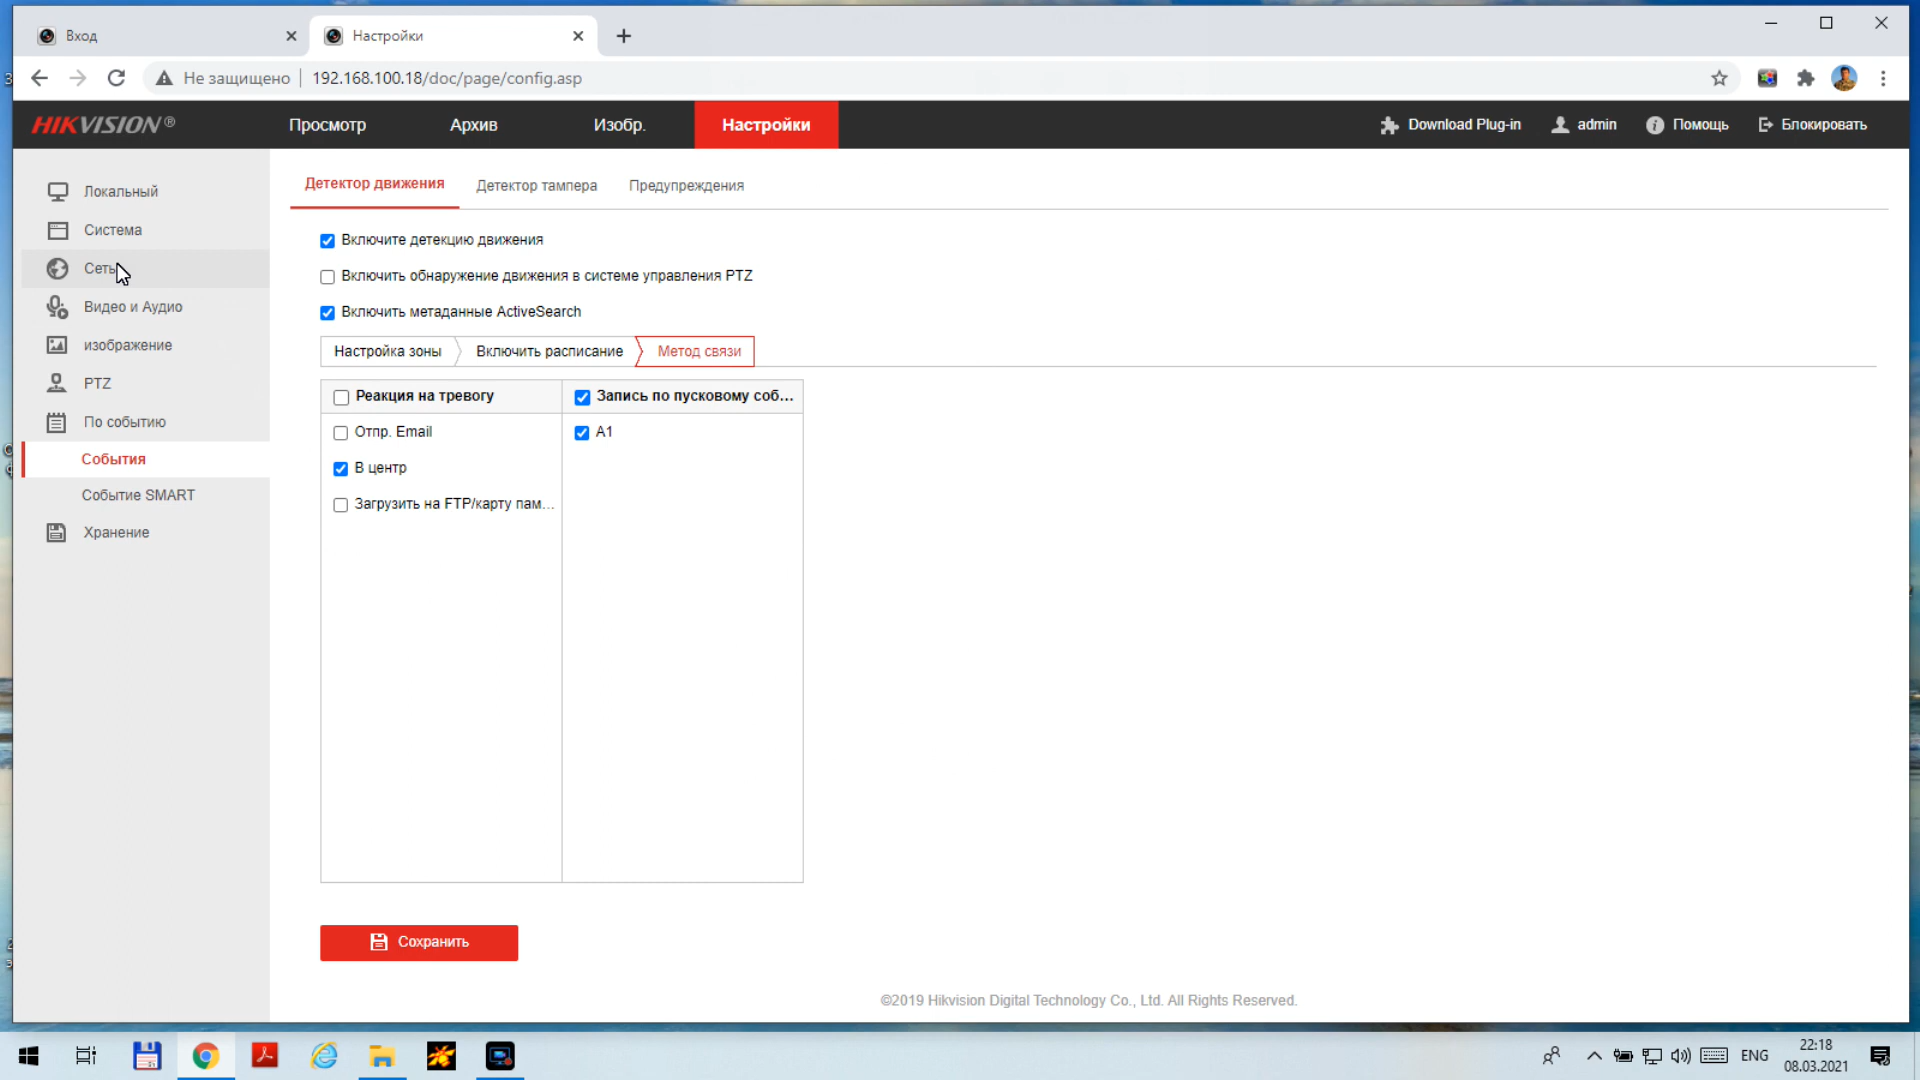 Вход
Настройки
Не защищено
192.168.100.18/doc/page/config.asp
HIKVISION®
Просмотр
Архив
Изобр.
Настройки
Download Plug-in
admin
Помощь
Блокировать
Локальный
Система
Сеть
Видео и Аудио
изображение
PTZ
По событию
События
Событие SMART
Хранение
Детектор движения
Детектор тампера
Предупреждения
Включите детекцию движения
Включить обнаружение движения в системе управления PTZ
Включить метаданные ActiveSearch
Настройка зоны
Включить расписание
Метод связи
Реакция на тревогу
Запись по пусковому соб...
Отпр. Email
A1
В центр
Загрузить на FTP/карту пам...
Сохранить
©2019 Hikvision Digital Technology Co., Ltd. All Rights Reserved.
ENG
22:18
08.03.2021